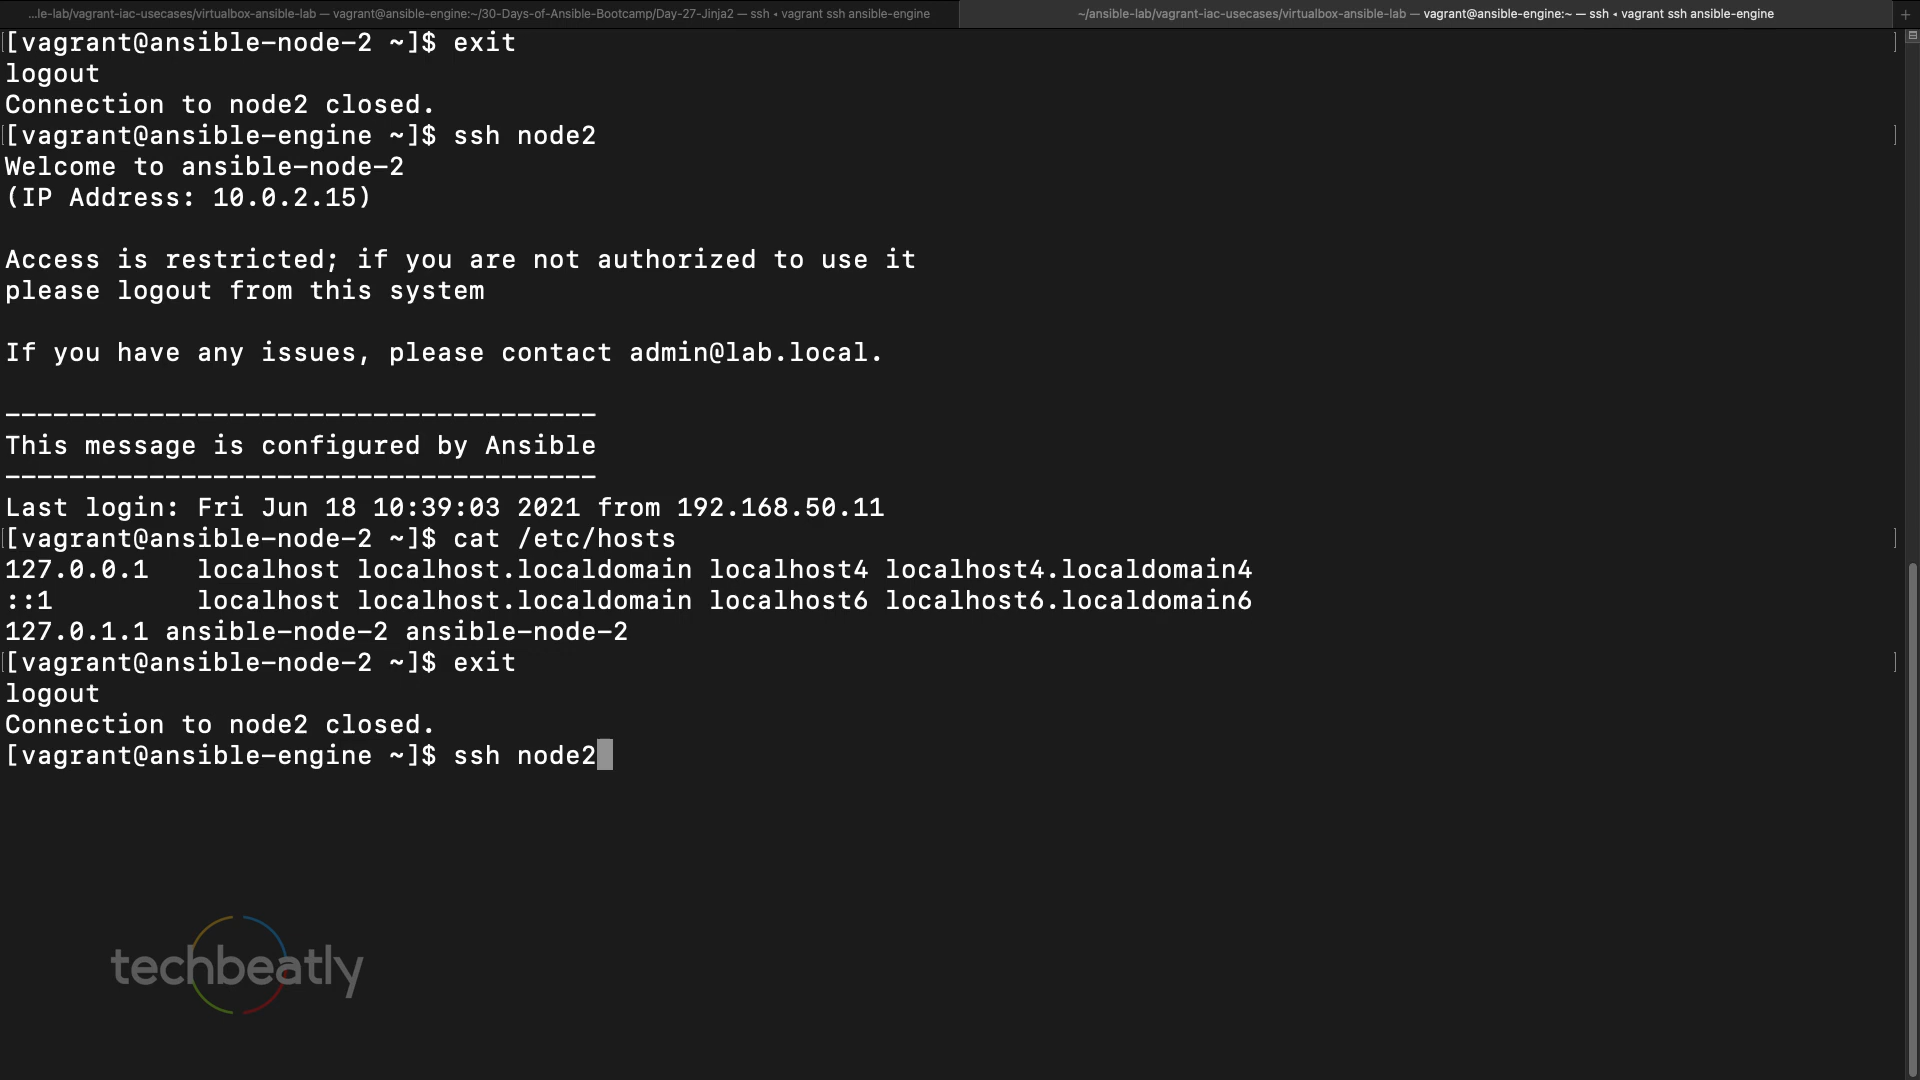 ...le-lab/vagrant-iac-usecases/virtualbox-ansible-lab — vagrant@ansible-engine:~/30-Days-of-Ansible-Bootcamp/Day-27-Jinja2 — ssh ◂ vagrant ssh ansible-engine
~/ansible-lab/vagrant-iac-usecases/virtualbox-ansible-lab — vagrant@ansible-engine:~ — ssh ◂ vagrant ssh ansible-engine
[vagrant@ansible-node-2 ~]$ exit
logout
Connection to node2 closed.
[vagrant@ansible-engine ~]$ ssh node2
Welcome to ansible-node-2
(IP Address: 10.0.2.15)
Access is restricted; if you are not authorized to use it
please logout from this system
If you have any issues, please contact admin@lab.local.
-------------------------------------
This message is configured by Ansible
-------------------------------------
Last login: Fri Jun 18 10:39:03 2021 from 192.168.50.11
[vagrant@ansible-node-2 ~]$ cat /etc/hosts
127.0.0.1   localhost localhost.localdomain localhost4 localhost4.localdomain4
::1         localhost localhost.localdomain localhost6 localhost6.localdomain6
127.0.1.1 ansible-node-2 ansible-node-2
[vagrant@ansible-node-2 ~]$ exit
logout
Connection to node2 closed.
[vagrant@ansible-engine ~]$ ssh node2
techbeatly